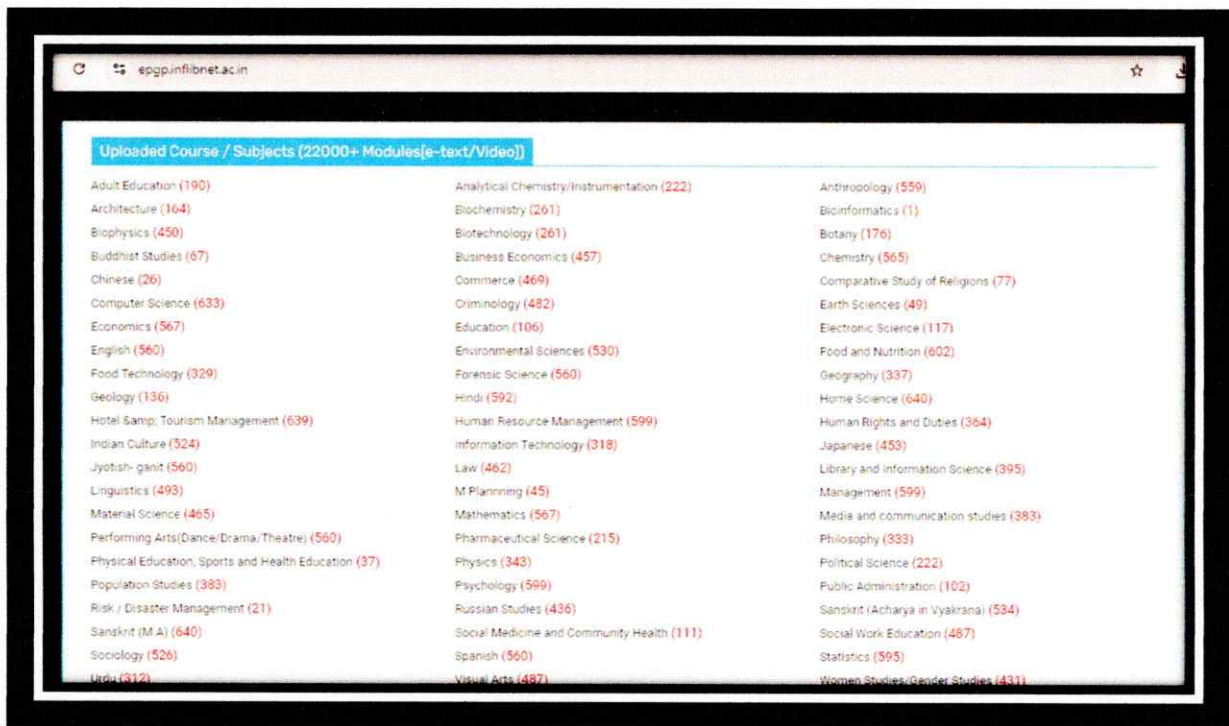 epgp.inflibnet.ac.in
Uploaded Course / Subjects (22000+ Modules[e-text/Video])
Adult Education (190) Analytical Chemistry/Instrumentation (222) Anthropology (559)
Architecture (164) Biochemistry (261) Bioinformatics (1)
Biophysics (450) Biotechnology (261) Botany (176)
Buddhist Studies (67) Business Economics (457) Chemistry (565)
Chinese (26) Commerce (469) Comparative Study of Religions (77)
Computer Science (633) Criminology (482) Earth Sciences (49)
Economics (567) Education (106) Electronic Science (117)
English (560) Environmental Sciences (530) Food and Nutrition (602)
Food Technology (329) Forensic Science (560) Geography (337)
Geology (136) Hindi (592) Home Science (640)
Hotel &amp; Tourism Management (639) Human Resource Management (599) Human Rights and Duties (364)
Indian Culture (524) Information Technology (318) Japanese (453)
Jyotish- ganit (560) Law (462) Library and Information Science (395)
Linguistics (493) M Plannning (45) Management (599)
Material Science (465) Mathematics (567) Media and communication studies (383)
Performing Arts(Dance/Drama/Theatre) (560) Pharmaceutical Science (215) Philosophy (333)
Physical Education, Sports and Health Education (37) Physics (343) Political Science (222)
Population Studies (383) Psychology (599) Public Administration (102)
Risk / Disaster Management (21) Russian Studies (436) Sanskrit (Acharya in Vyakrana) (534)
Sanskrit (M.A) (640) Social Medicine and Community Health (111) Social Work Education (487)
Sociology (526) Spanish (560) Statistics (595)
Urdu (312) Visual Arts (487) Women Studies/Gender Studies (431)